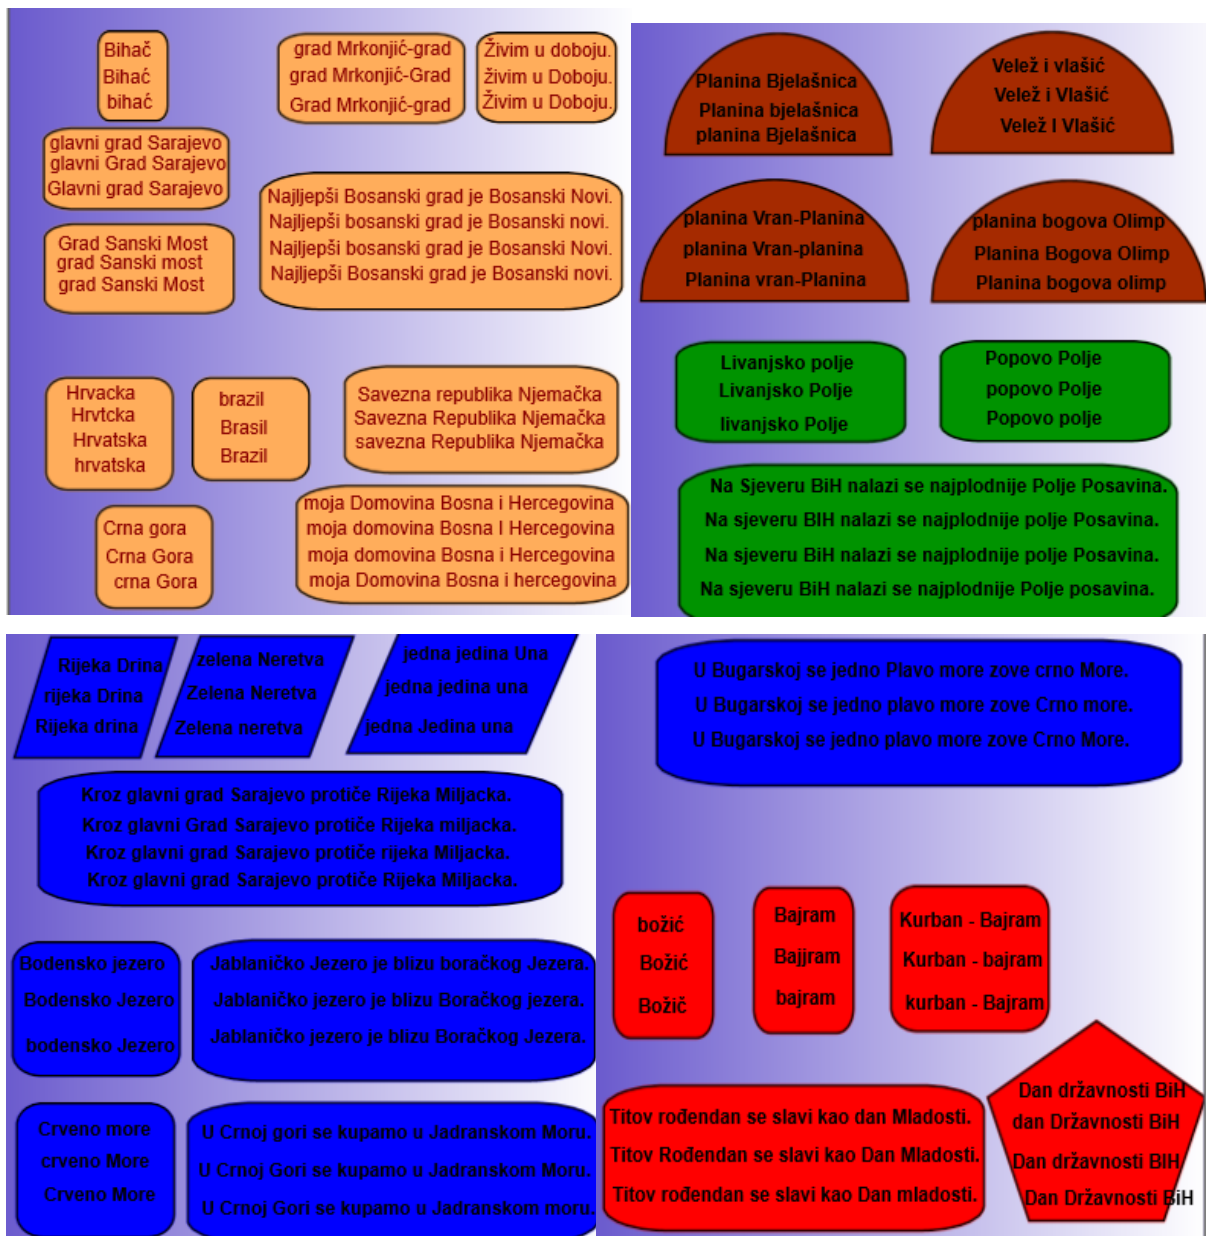 Bihač
Bihać
bihać
grad Mrkonjić-grad
grad Mrkonjić-Grad
Grad Mrkonjić-grad
Živim u doboju.
živim u Doboju.
Živim u Doboju.
glavni grad Sarajevo
glavni Grad Sarajevo
Glavni grad Sarajevo
Najljepši Bosanski grad je Bosanski Novi.
Najljepši bosanski grad je Bosanski novi.
Najljepši bosanski grad je Bosanski Novi.
Najljepši Bosanski grad je Bosanski novi.
Grad Sanski Most
grad Sanski most
grad Sanski Most
Hrvacka
Hrvtcka
Hrvatska
hrvatska
brazil
Brasil
Brazil
Savezna republika Njemačka
Savezna Republika Njemačka
savezna Republika Njemačka
Crna gora
Crna Gora
crna Gora
moja Domovina Bosna i Hercegovina
moja domovina Bosna I Hercegovina
moja domovina Bosna i Hercegovina
moja Domovina Bosna i hercegovina
Planina Bjelašnica
Planina bjelašnica
planina Bjelašnica
Velež i vlašić
Velež i Vlašić
Velež I Vlašić
planina Vran-Planina
planina Vran-planina
Planina vran-Planina
planina bogova Olimp
Planina Bogova Olimp
Planina bogova olimp
Livanjsko polje
Livanjsko Polje
livanjsko Polje
Popovo Polje
popovo Polje
Popovo polje
Na Sjeveru BiH nalazi se najplodnije Polje Posavina.
Na sjeveru BIH nalazi se najplodnije polje Posavina.
Na sjeveru BiH nalazi se najplodnije polje Posavina.
Na sjeveru BiH nalazi se najplodnije Polje posavina.
Rijeka Drina
rijeka Drina
Rijeka drina
zelena Neretva
Zelena Neretva
Zelena neretva
jedna jedina Una
jedna jedina una
jedna Jedina una
Kroz glavni grad Sarajevo protiče Rijeka Miljacka.
Kroz glavni Grad Sarajevo protiče Rijeka miljacka.
Kroz glavni grad Sarajevo protiče rijeka Miljacka.
Kroz glavni grad Sarajevo protiče Rijeka Miljacka.
Bodensko jezero
Bodensko Jezero
bodensko Jezero
Jablaničko Jezero je blizu boračkog Jezera.
Jablaničko jezero je blizu Boračkog jezera.
Jablaničko jezero je blizu Boračkog Jezera.
Crveno more
crveno More
Crveno More
U Crnoj gori se kupamo u Jadranskom Moru.
U Crnoj Gori se kupamo u Jadranskom Moru.
U Crnoj Gori se kupamo u Jadranskom moru.
U Bugarskoj se jedno Plavo more zove crno More.
U Bugarskoj se jedno plavo more zove Crno more.
U Bugarskoj se jedno plavo more zove Crno More.
božić
Božić
Božič
Bajram
Bajjram
bajram
Kurban - Bajram
Kurban - bajram
kurban - Bajram
Titov rođendan se slavi kao dan Mladosti.
Titov Rođendan se slavi kao Dan Mladosti.
Titov rođendan se slavi kao Dan mladosti.
Dan državnosti BiH
dan Državnosti BiH
Dan državnosti BIH
Dan Državnosti BiH